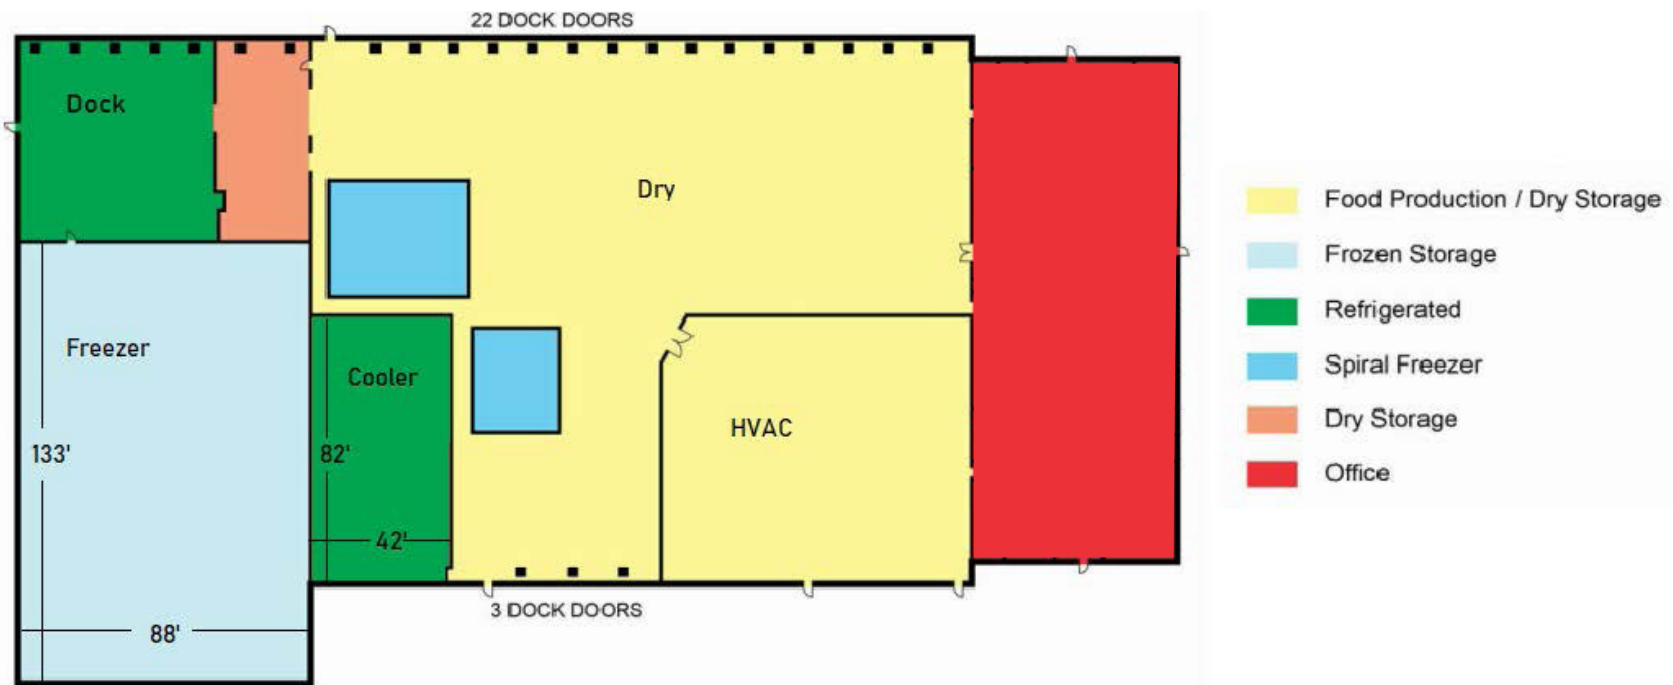 22 DOCK DOORS
Dock
Dry
Freezer
Cooler
HVAC
133'
82'
42'
88'
3 DOCK DOORS
Food Production / Dry Storage
Frozen Storage
Refrigerated
Spiral Freezer
Dry Storage
Office